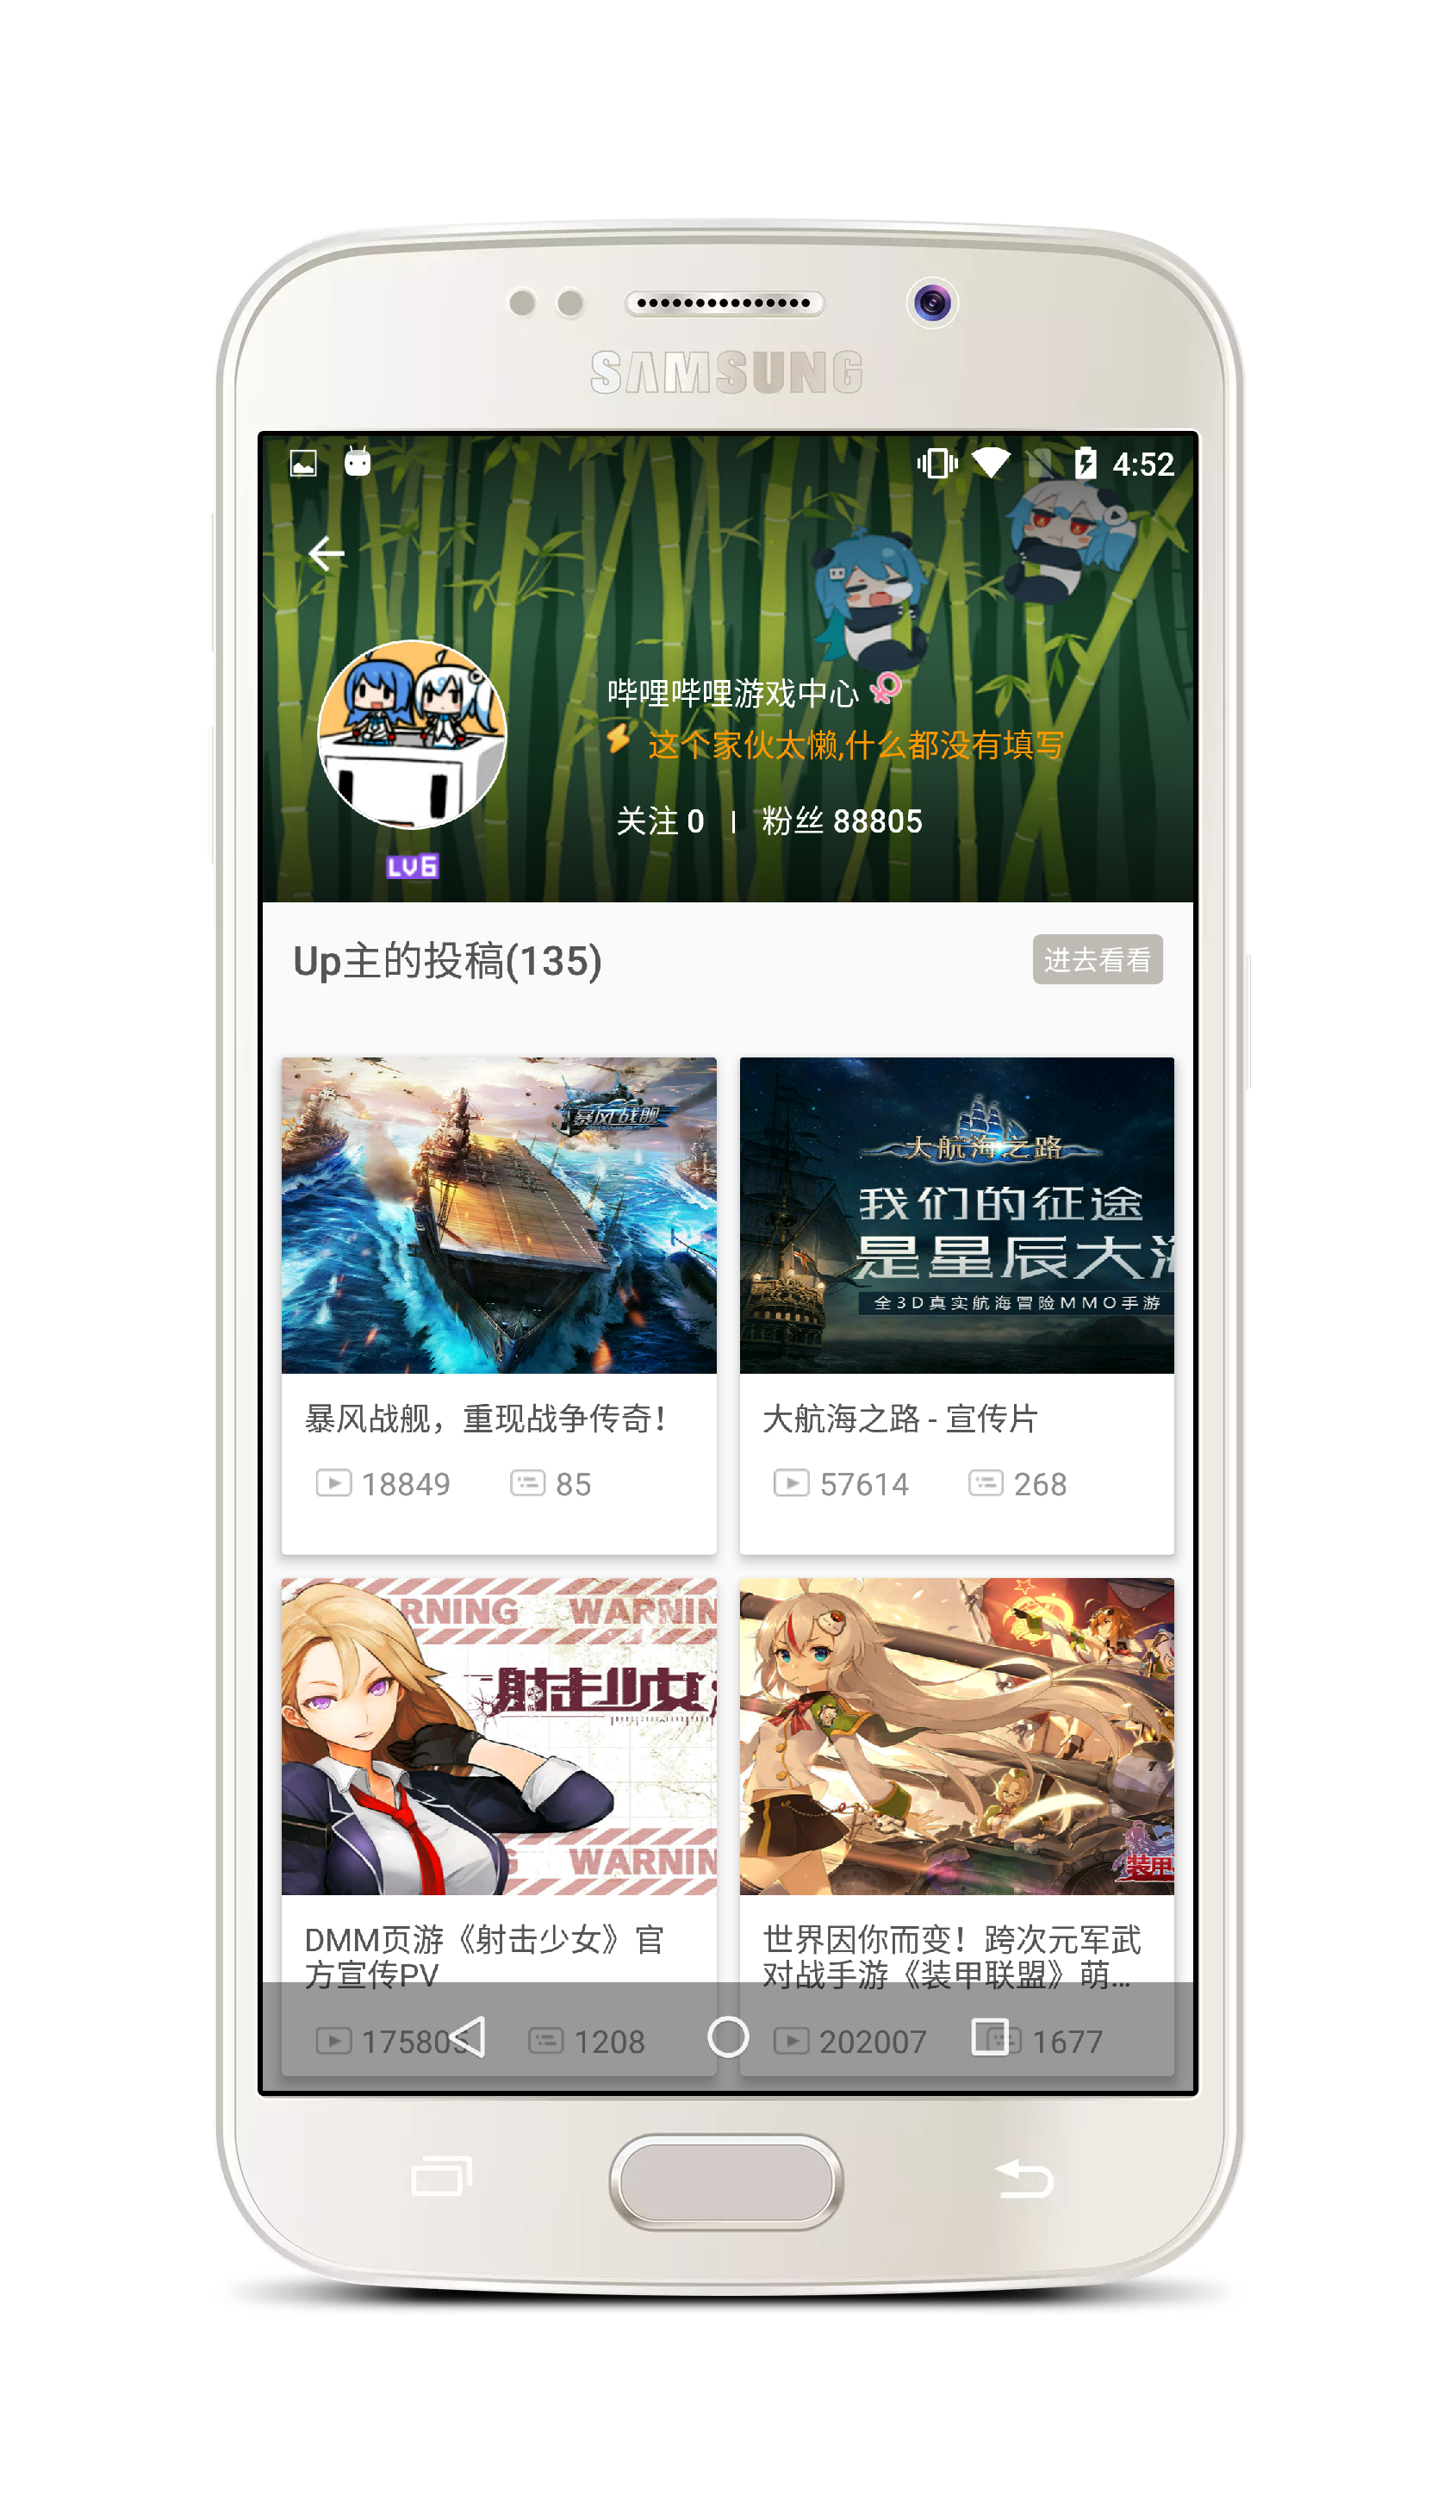 SAMSUNG
4:52
哔哩哔哩游戏中心
这个家伙太懒,什么都没有填写
关注 0 | 粉丝 88805
LV6
Up主的投稿(135)
进去看看
暴风战舰
大航海之路
我们的征途
是星辰大海
全3D真实航海冒险MMO手游
暴风战舰，重现战争传奇！
大航海之路 - 宣传片
18849
85
57614
268
ARNING WARNIN
射击少女
WARNIN
装甲
DMM页游《射击少女》官
方宣传PV
世界因你而变！跨次元军武
对战手游《装甲联盟》萌...
175805
1208
202007
1677